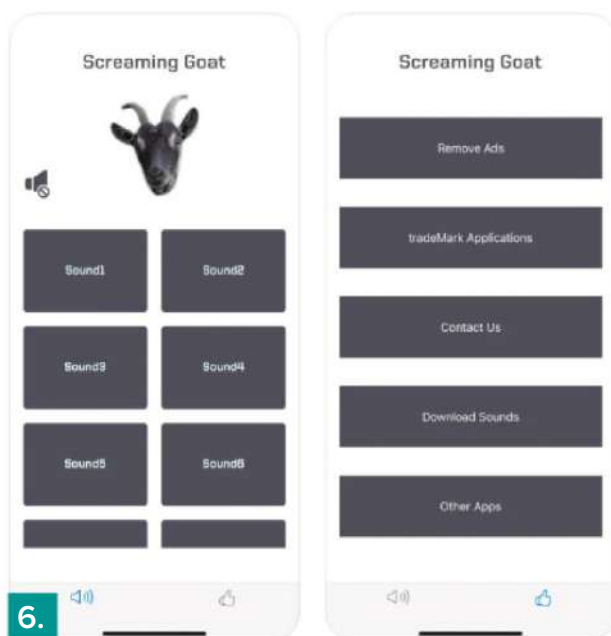 Screaming Goat
Sound1 Sound2
Sound3 Sound4
Sound5 Sound6
6.
Screaming Goat
Remove Ads
tradeMark Applications
Contact Us
Download Sounds
Other Apps